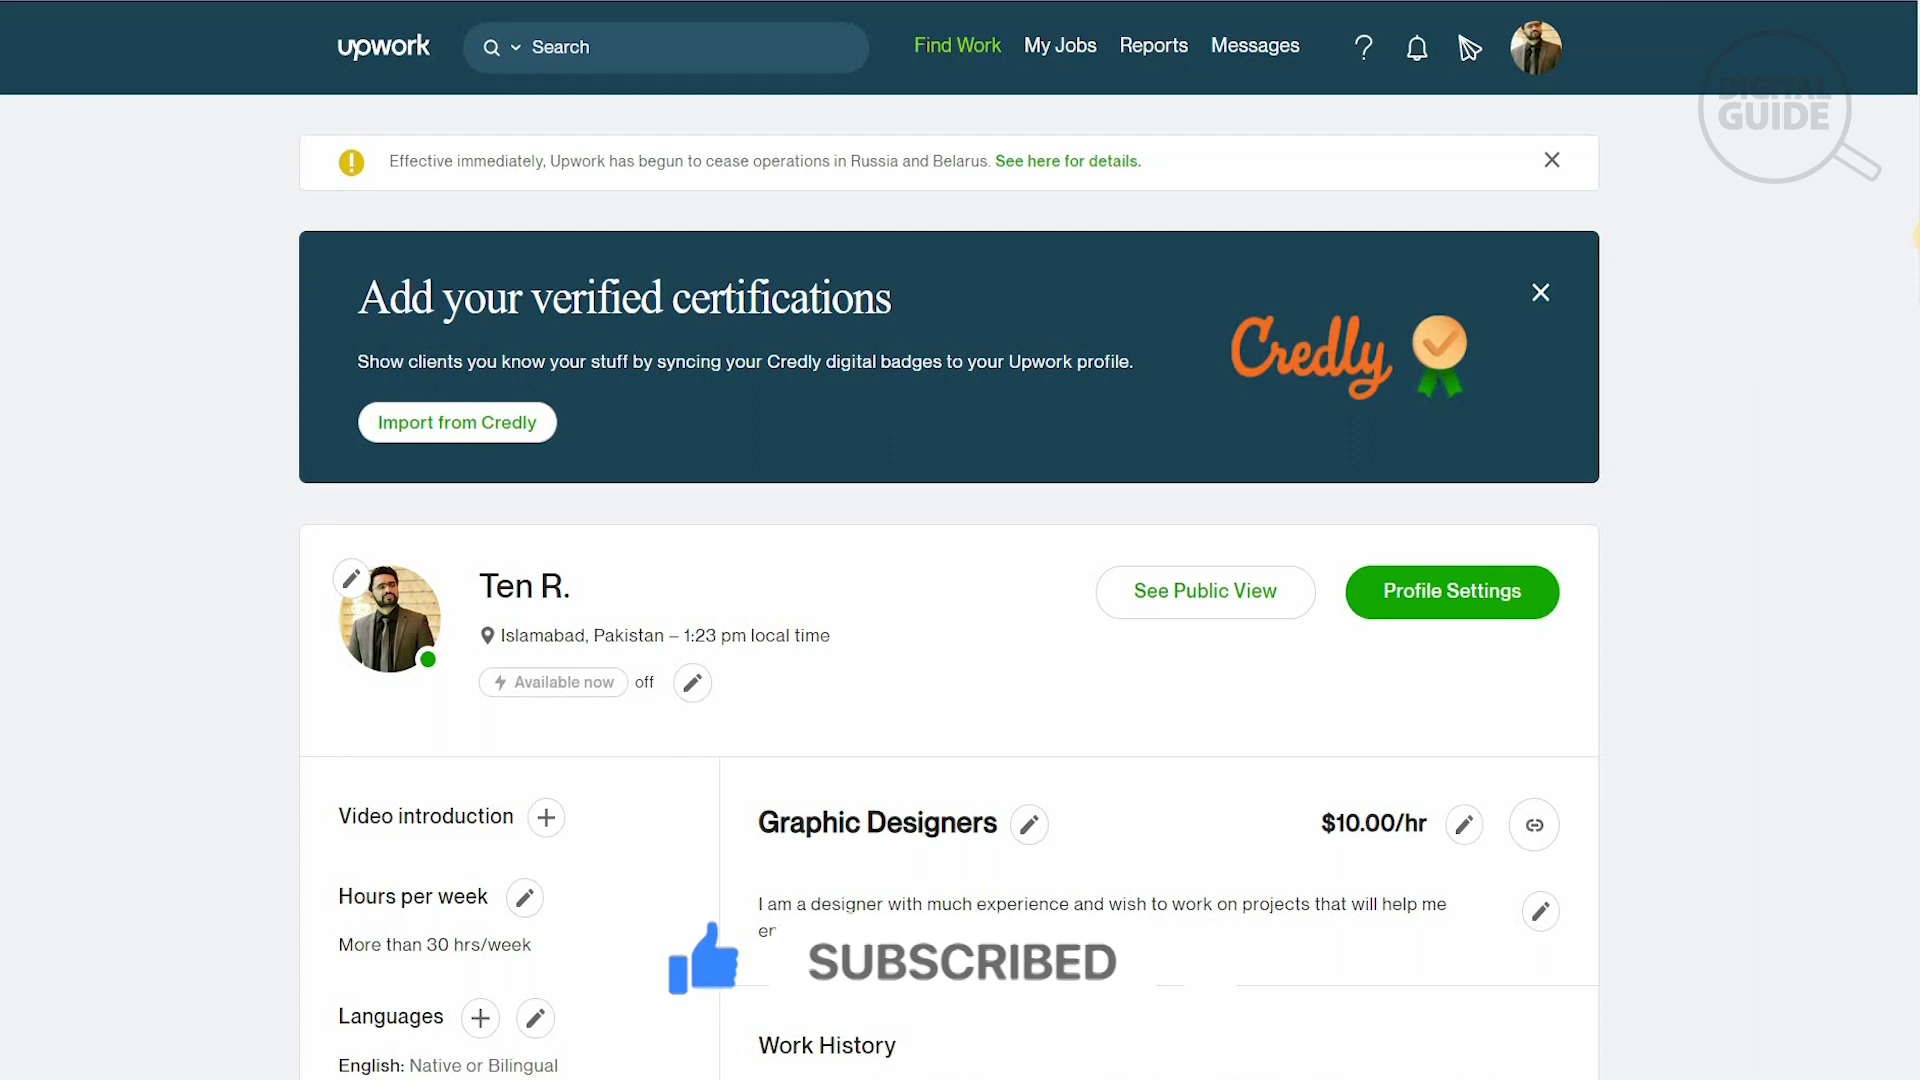 upwork
Search
Find Work
My Jobs
Reports
Messages
DIGITAL
GUIDE
Effective immediately, Upwork has begun to cease operations in Russia and Belarus. See here for details.
Add your verified certifications
Show clients you know your stuff by syncing your Credly digital badges to your Upwork profile.
Import from Credly
Credly
Ten R.
Islamabad, Pakistan – 1:23 pm local time
Available now off
See Public View
Profile Settings
Video introduction
Hours per week
More than 30 hrs/week
Languages
English: Native or Bilingual
Graphic Designers
$10.00/hr
I am a designer with much experience and wish to work on projects that will help me
SUBSCRIBED
Work History